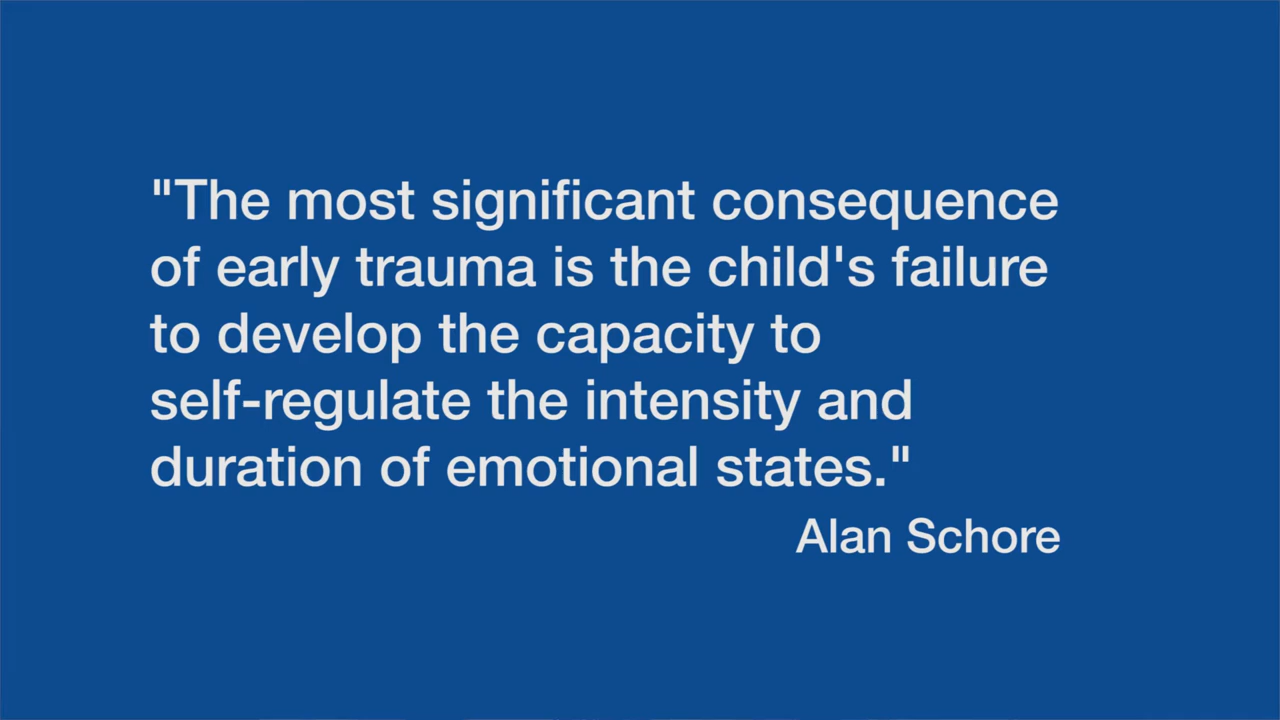 "The most significant consequence
of early trauma is the child's failure
to develop the capacity to
self-regulate the intensity and
duration of emotional states."
Alan Schore